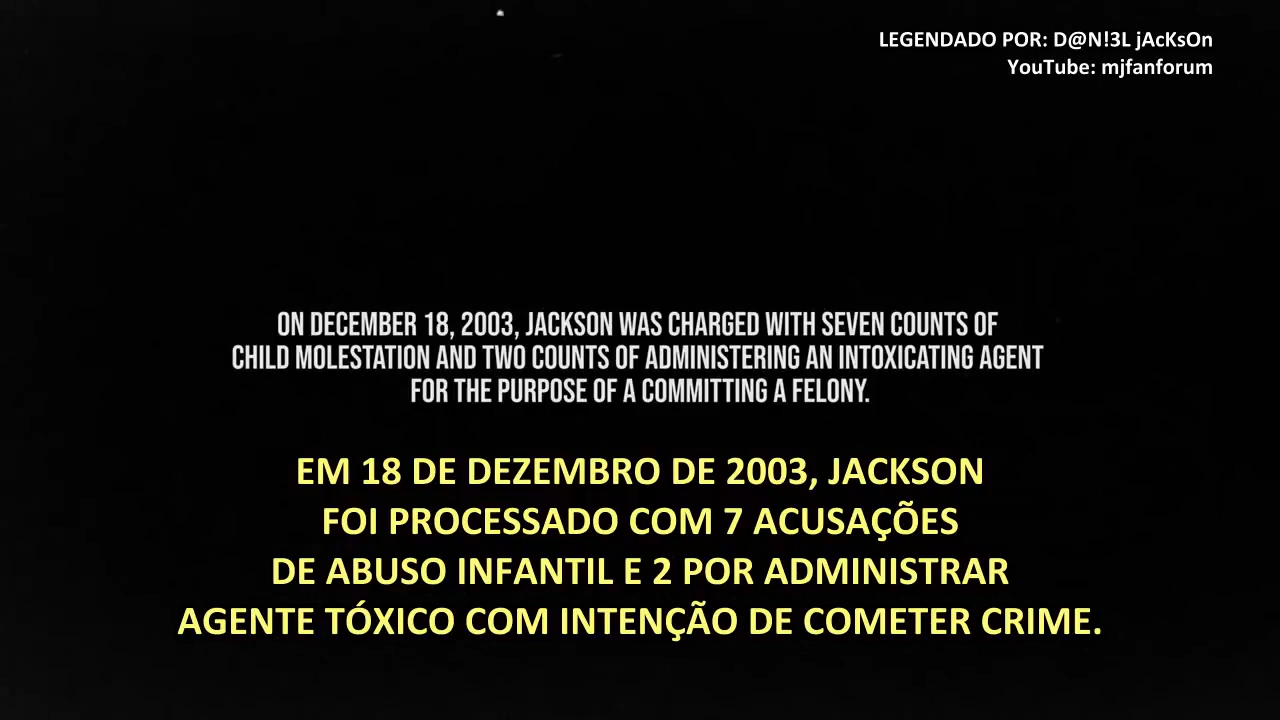 LEGENDADO POR: D@N!3L jAcKsOn
YouTube: mjfanforum
ON DECEMBER 18, 2003, JACKSON WAS CHARGED WITH SEVEN COUNTS OF
CHILD MOLESTATION AND TWO COUNTS OF ADMINISTERING AN INTOXICATING AGENT
FOR THE PURPOSE OF A COMMITTING A FELONY.
EM 18 DE DEZEMBRO DE 2003, JACKSON
FOI PROCESSADO COM 7 ACUSAÇÕES
DE ABUSO INFANTIL E 2 POR ADMINISTRAR
AGENTE TÓXICO COM INTENÇÃO DE COMETER CRIME.